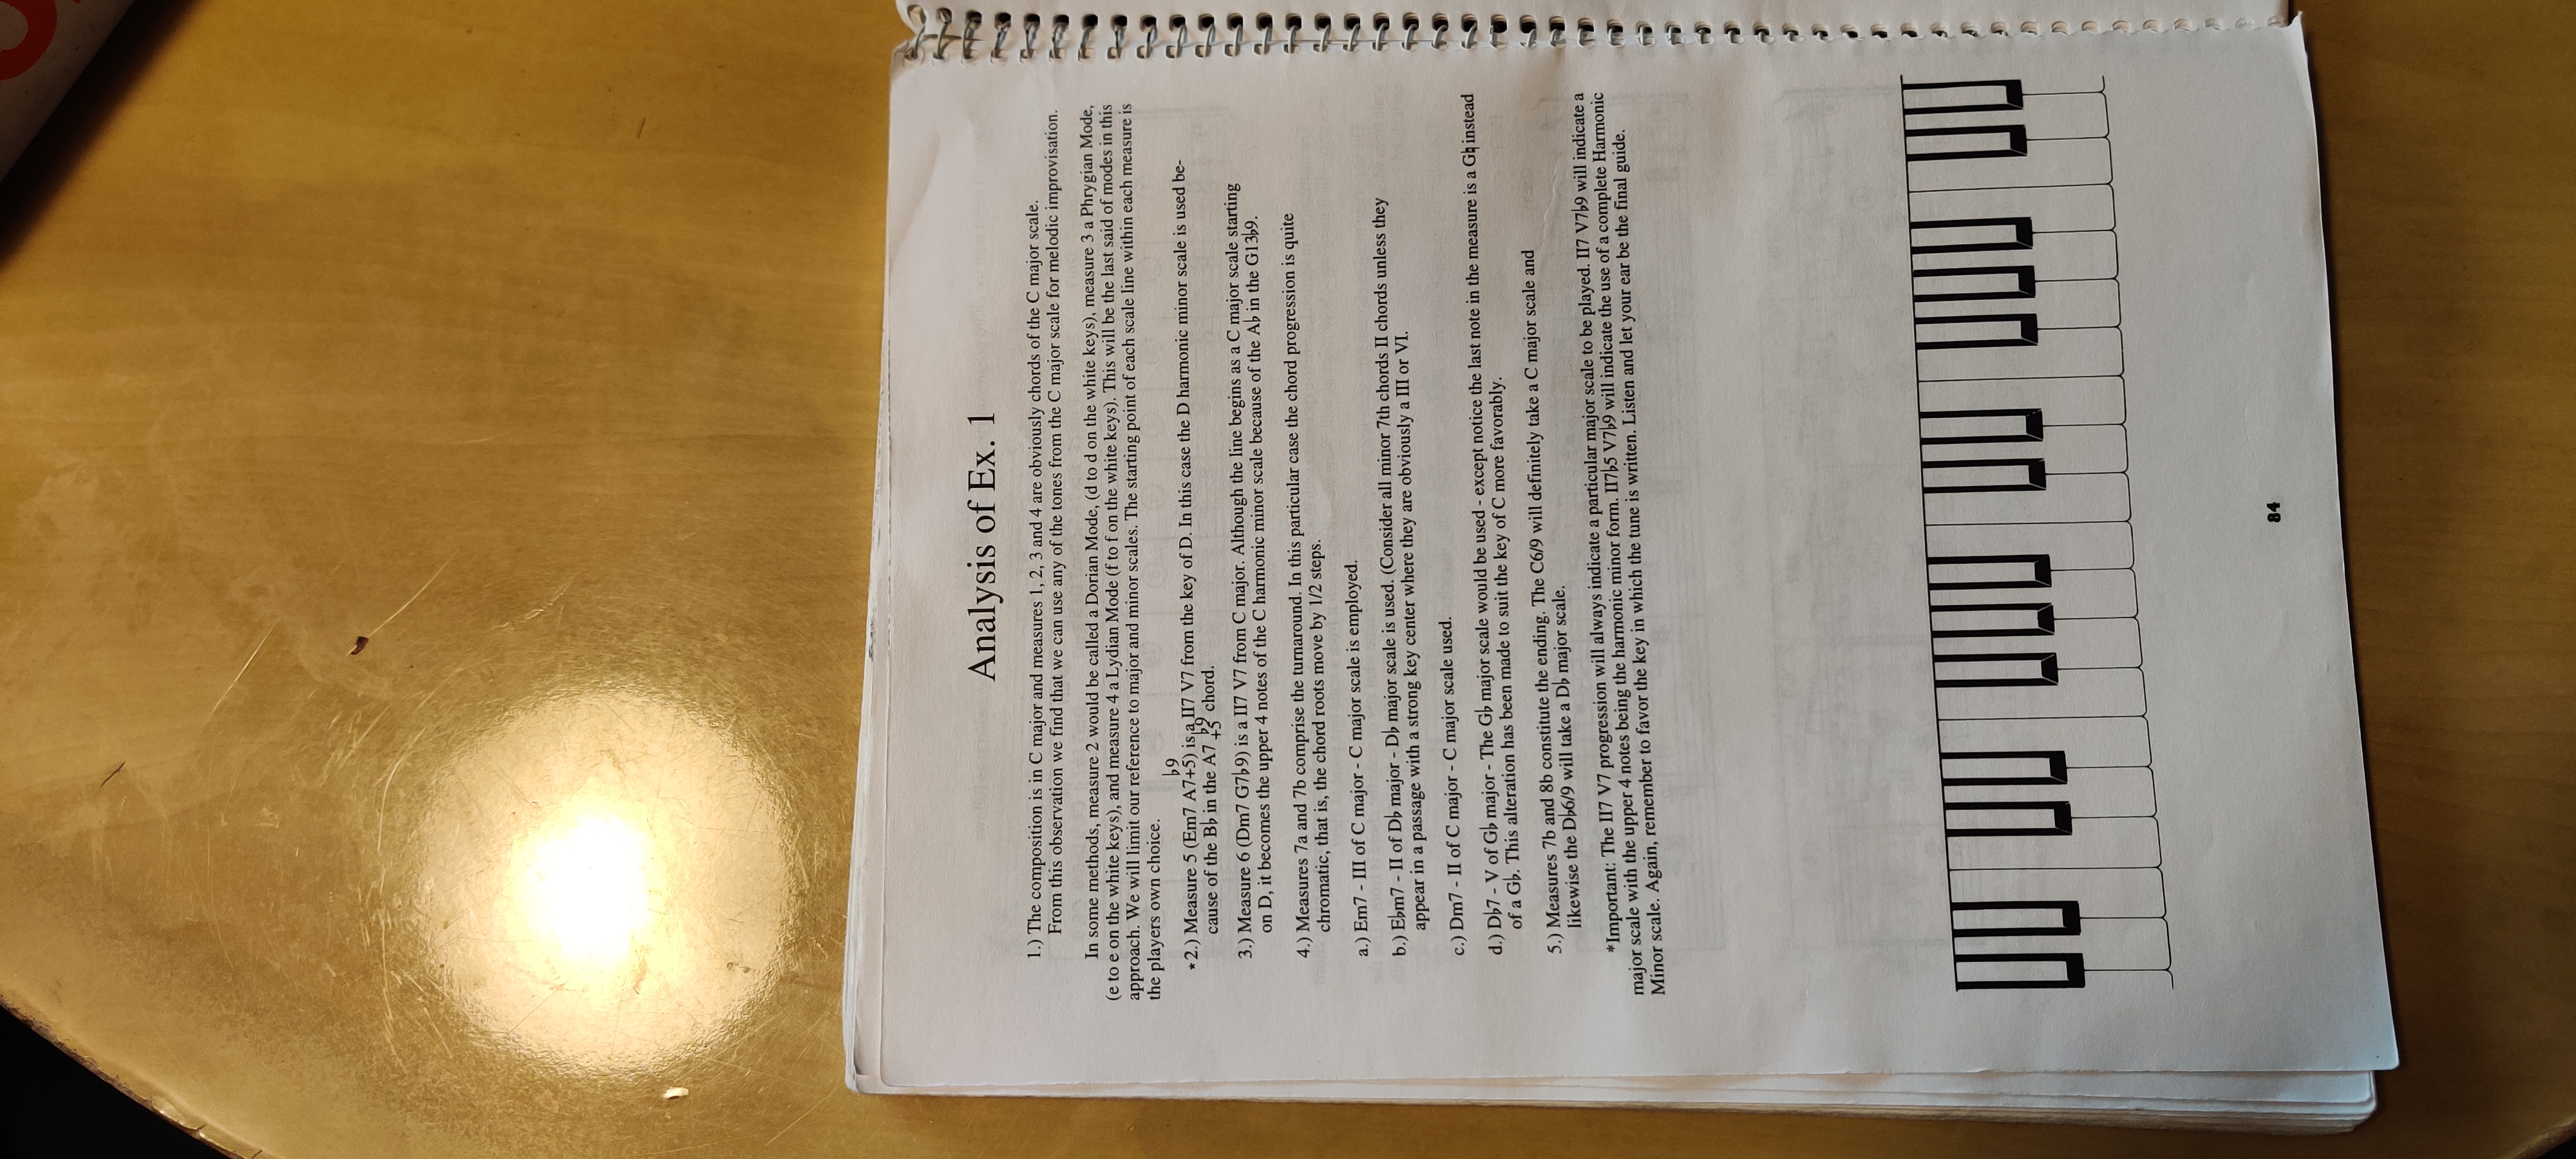 Analysis of Ex. 1
1.) The composition is in C major and measures 1, 2, 3 and 4 are obviously chords of the C major scale.
From this observation we find that we can use any of the tones from the C major scale for melodic improvisation.
In some methods, measure 2 would be called a Dorian Mode, (d to d on the white keys), measure 3 a Phrygian Mode,
(e to e on the white keys), and measure 4 a Lydian Mode (f to f on the white keys). This will be the last said of modes in this
approach. We will limit our reference to major and minor scales. The starting point of each scale line within each measure is
the players own choice.
♭9
*2.) Measure 5 (Em7 A7+5) is a II7 V7 from the key of D. In this case the D harmonic minor scale is used be-
cause of the B♭ in the A7 ♭9 +5 chord.
3.) Measure 6 (Dm7 G7♭9) is a II7 V7 from C major. Although the line begins as a C major scale starting
on D, it becomes the upper 4 notes of the C harmonic minor scale because of the A♭ in the G13♭9.
4.) Measures 7a and 7b comprise the turnaround. In this particular case the chord progression is quite
chromatic, that is, the chord roots move by 1/2 steps.
a.) Em7 - III of C major - C major scale is employed.
b.) E♭m7 - II of D♭ major - D♭ major scale is used. (Consider all minor 7th chords II chords unless they
appear in a passage with a strong key center where they are obviously a III or VI.
c.) Dm7 - II of C major - C major scale used.
d.) D♭7 - V of G♭ major - The G♭ major scale would be used - except notice the last note in the measure is a G♮ instead
of a G♭. This alteration has been made to suit the key of C more favorably.
5.) Measures 7b and 8b constitute the ending. The C6/9 will definitely take a C major scale and
likewise the D♭6/9 will take a D♭ major scale.
*Important: The II7 V7 progression will always indicate a particular major scale to be played. II7 V7♭9 will indicate a
major scale with the upper 4 notes being the harmonic minor form. II7♭5 V7♭9 will indicate the use of a complete Harmonic
Minor scale. Again, remember to favor the key in which the tune is written. Listen and let your ear be the final guide.
84